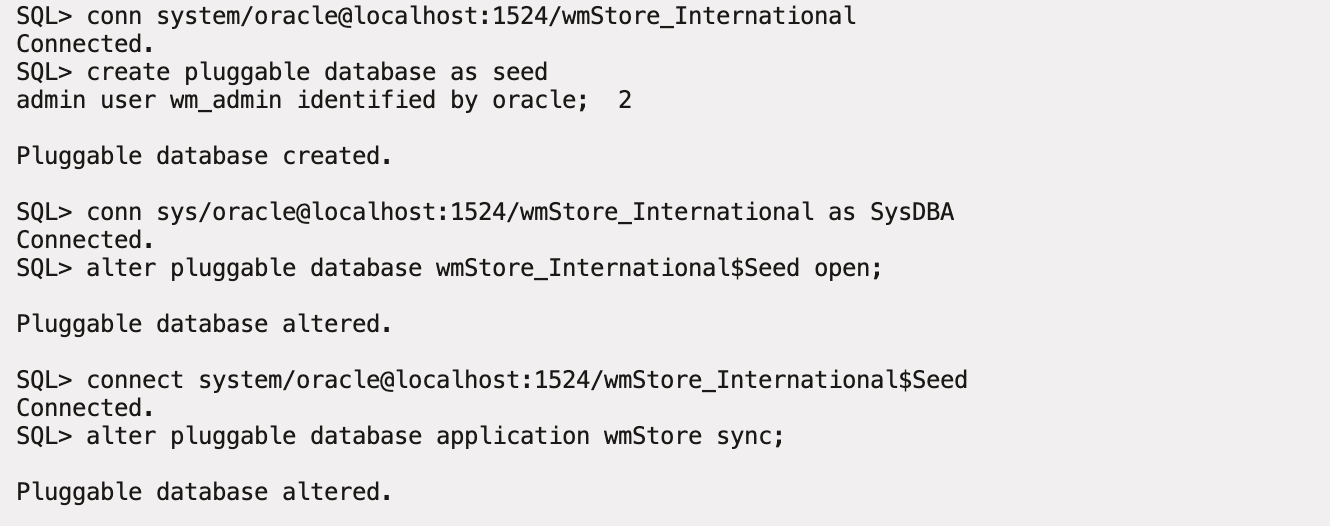 SQL> conn system/oracle@localhost:1524/wmStore_International
Connected.
SQL> create pluggable database as seed
admin user wm_admin identified by oracle;  2
Pluggable database created.
SQL> conn sys/oracle@localhost:1524/wmStore_International as SysDBA
Connected.
SQL> alter pluggable database wmStore_International$Seed open;
Pluggable database altered.
SQL> connect system/oracle@localhost:1524/wmStore_International$Seed
Connected.
SQL> alter pluggable database application wmStore sync;
Pluggable database altered.